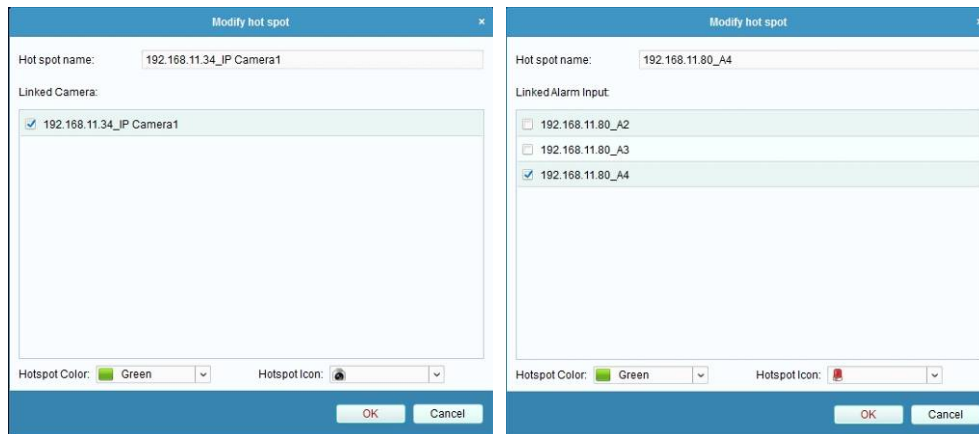 Modify hot spot
Hot spot name: 192.168.11.34_IP Camera1
Linked Camera:
192.168.11.34_IP Camera1
Hotspot Color: Green Hotspot Icon:
OK Cancel
Modify hot spot
Hot spot name: 192.168.11.80_A4
Linked Alarm Input:
192.168.11.80_A2
192.168.11.80_A3
192.168.11.80_A4
Hotspot Color: Green Hotspot Icon:
OK Cancel